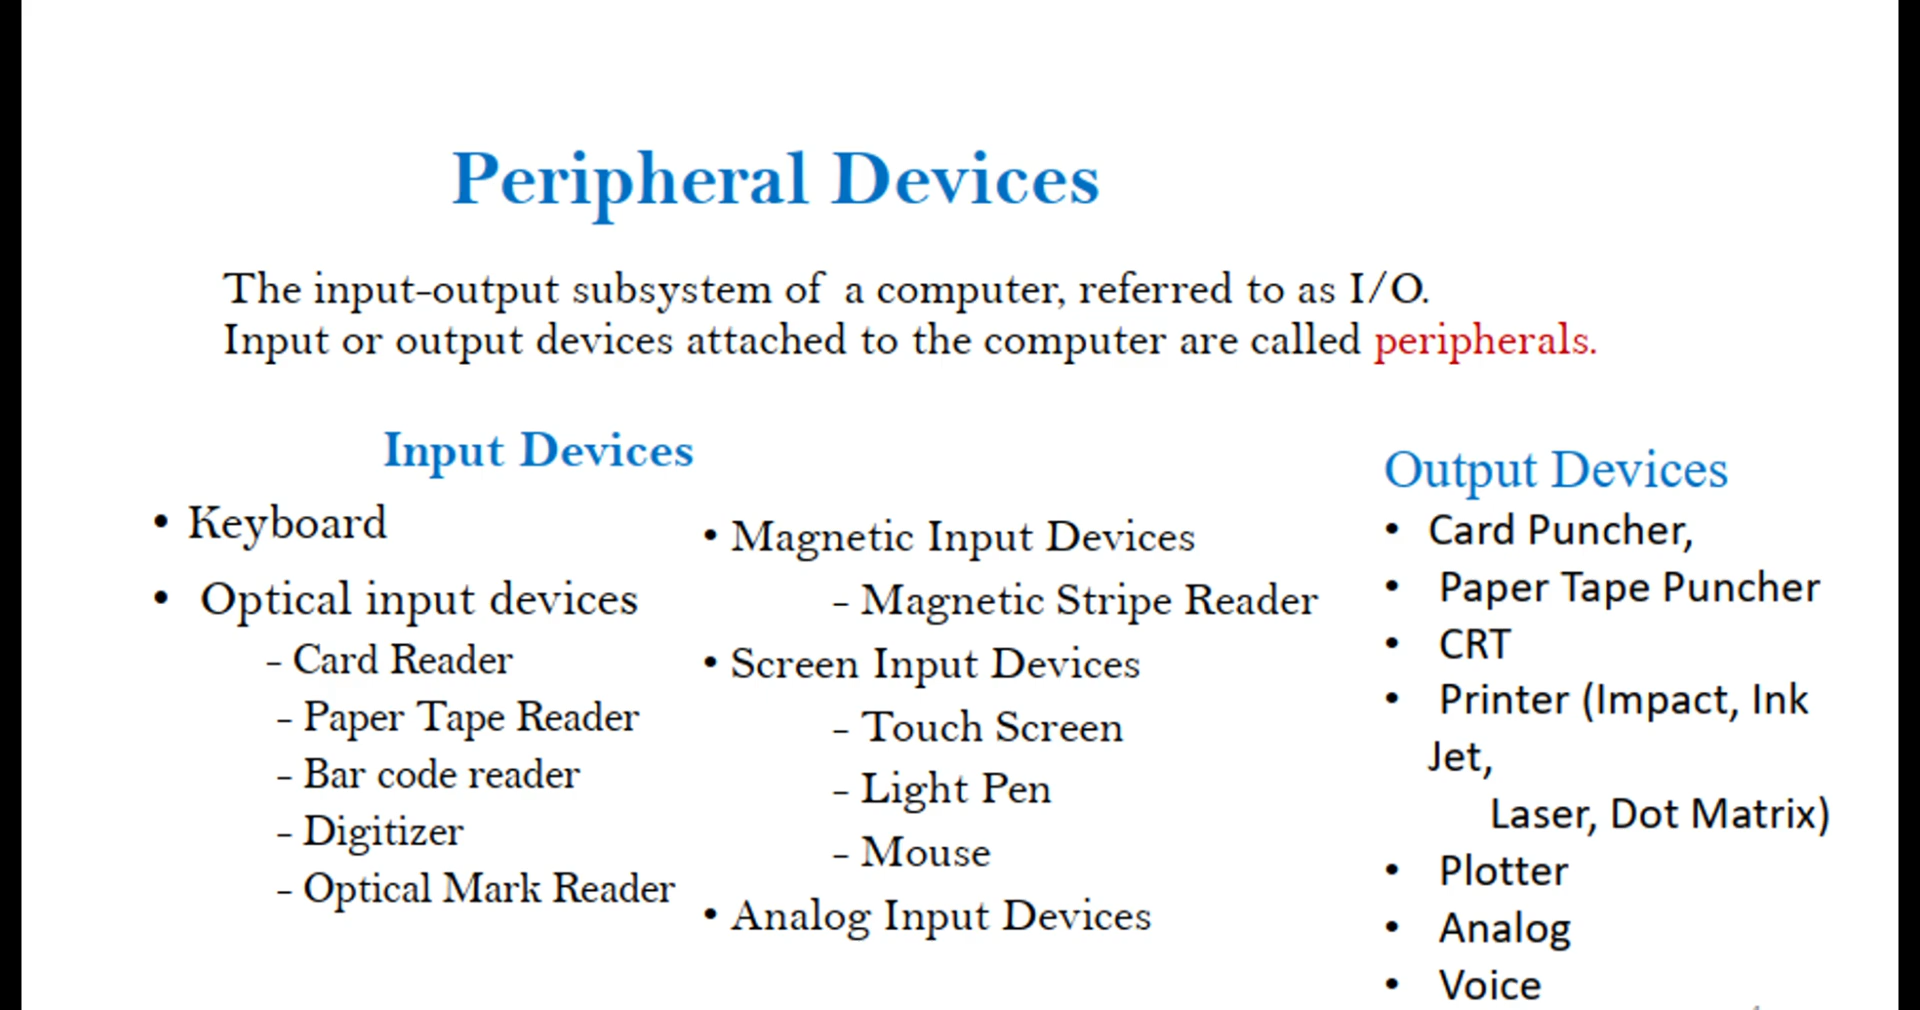 Peripheral Devices
The input-output subsystem of a computer, referred to as I/O.
Input or output devices attached to the computer are called peripherals.
Input Devices
• Keyboard
• Optical input devices
- Card Reader
- Paper Tape Reader
- Bar code reader
- Digitizer
- Optical Mark Reader
• Magnetic Input Devices
- Magnetic Stripe Reader
• Screen Input Devices
- Touch Screen
- Light Pen
- Mouse
• Analog Input Devices
Output Devices
• Card Puncher,
• Paper Tape Puncher
• CRT
• Printer (Impact, Ink
Jet,
Laser, Dot Matrix)
• Plotter
• Analog
• Voice